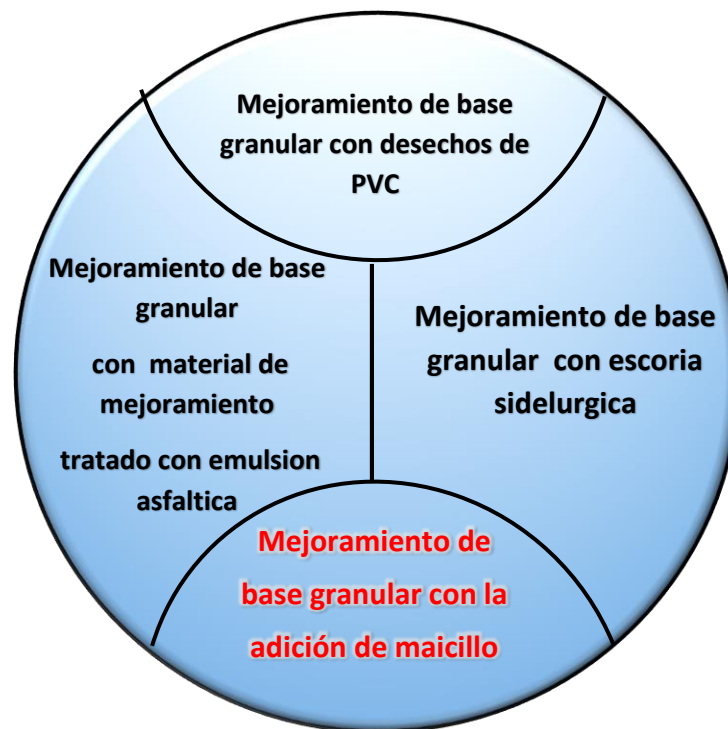 Mejoramiento de base
granular con desechos de
PVC
Mejoramiento de base
granular
con material de
mejoramiento
tratado con emulsion
asfaltica
Mejoramiento de base
granular con escoria
sidelurgica
Mejoramiento de
base granular con la
adición de maicillo